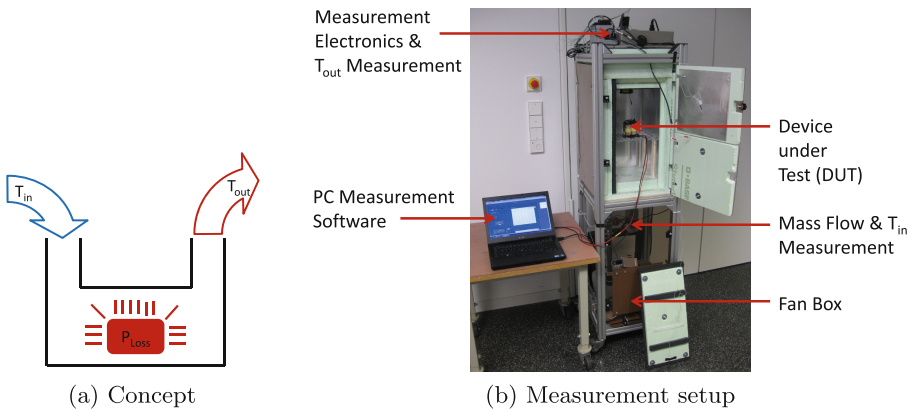 T_in
T_out
P_Loss
(a) Concept
Measurement
Electronics &
T_out Measurement
PC Measurement
Software
Device
under
Test (DUT)
Mass Flow & T_in
Measurement
Fan Box
(b) Measurement setup